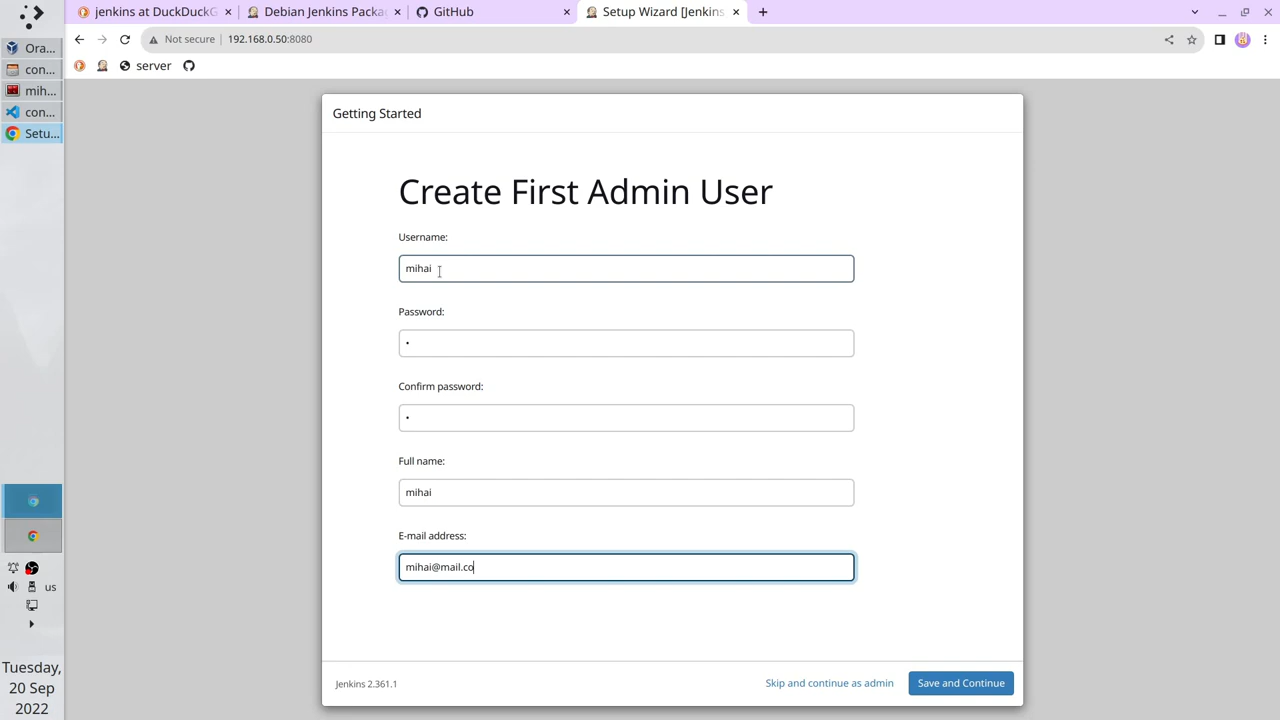 jenkins at DuckDuckG
Debian Jenkins Packa
GitHub
Setup Wizard [Jenkins
Not secure
192.168.0.50:8080
server
Ora...
con...
mih...
con...
Setu...
Getting Started
Create First Admin User
Username:
mihai
Password:
•
Confirm password:
•
Full name:
mihai
E-mail address:
mihai@mail.co
Jenkins 2.361.1
Skip and continue as admin
Save and Continue
us
Tuesday,
20 Sep
2022